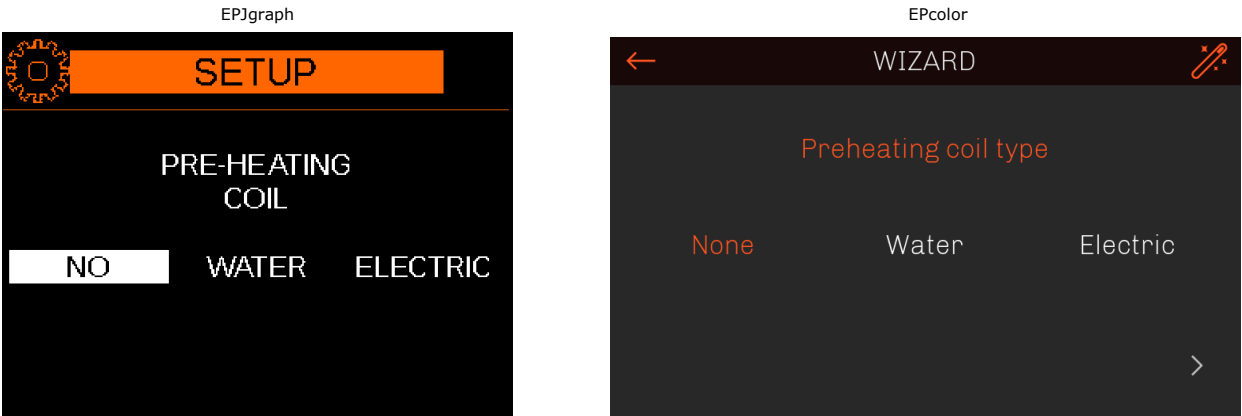 EPJgraph
SETUP
PRE-HEATING
COIL
NO WATER ELECTRIC
EPcolor
WIZARD
Preheating coil type
None Water Electric